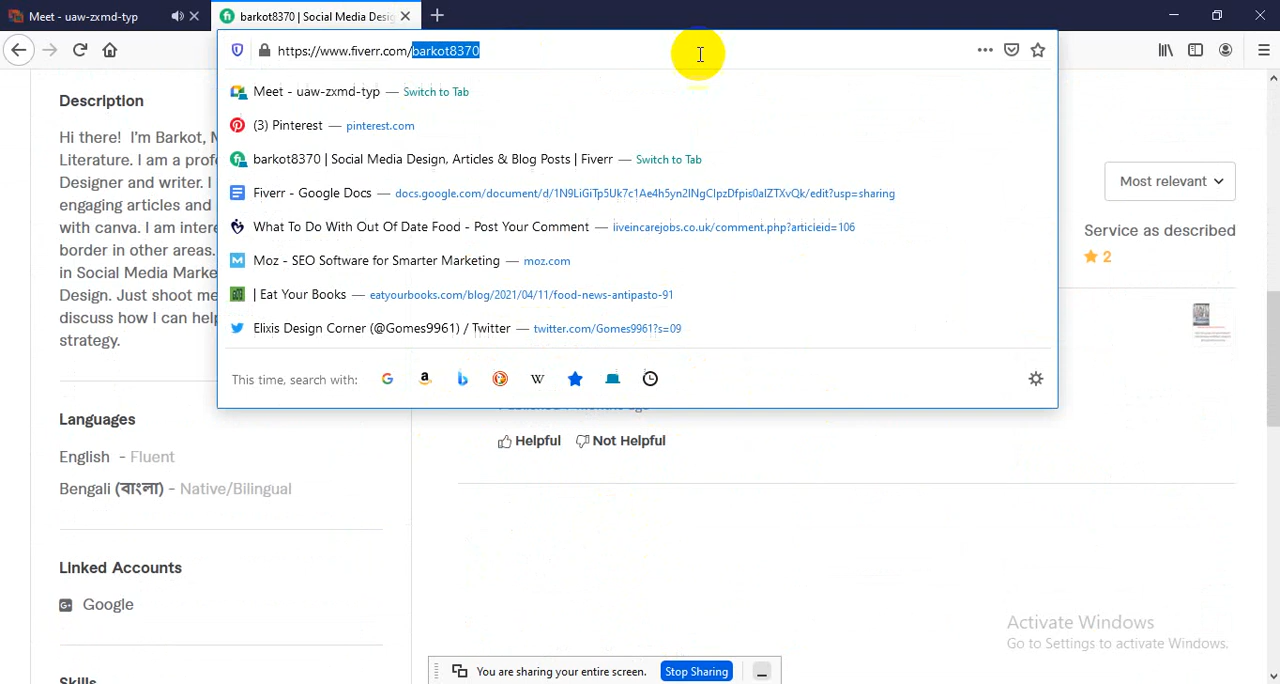 Meet - uaw-zxmd-typ
barkot8370 | Social Media Desig
https://www.fiverr.com/barkot8370
Meet - uaw-zxmd-typ — Switch to Tab
(3) Pinterest — pinterest.com
barkot8370 | Social Media Design, Articles & Blog Posts | Fiverr — Switch to Tab
Fiverr - Google Docs — docs.google.com/document/d/1N9LiGiTp5Uk7c1Ae4h5yn2INgClpzDfpis0alZTXvQk/edit?usp=sharing
What To Do With Out Of Date Food - Post Your Comment — liveincarejobs.co.uk/comment.php?articleid=106
Moz - SEO Software for Smarter Marketing — moz.com
| Eat Your Books — eatyourbooks.com/blog/2021/04/11/food-news-antipasto-91
Elixis Design Corner (@Gomes9961) / Twitter — twitter.com/Gomes9961?s=09
This time, search with:
Description
Hi there! I'm Barkot, M
Literature. I am a prof
Designer and writer. I
engaging articles and
with canva. I am inter
border in other areas.
in Social Media Marke
Design. Just shoot me
discuss how I can help
strategy.
Most relevant
Service as described
2
Helpful Not Helpful
Languages
English - Fluent
Bengali (বাংলা) - Native/Bilingual
Linked Accounts
Google
Skills
Activate Windows
Go to Settings to activate Windows.
You are sharing your entire screen. Stop Sharing